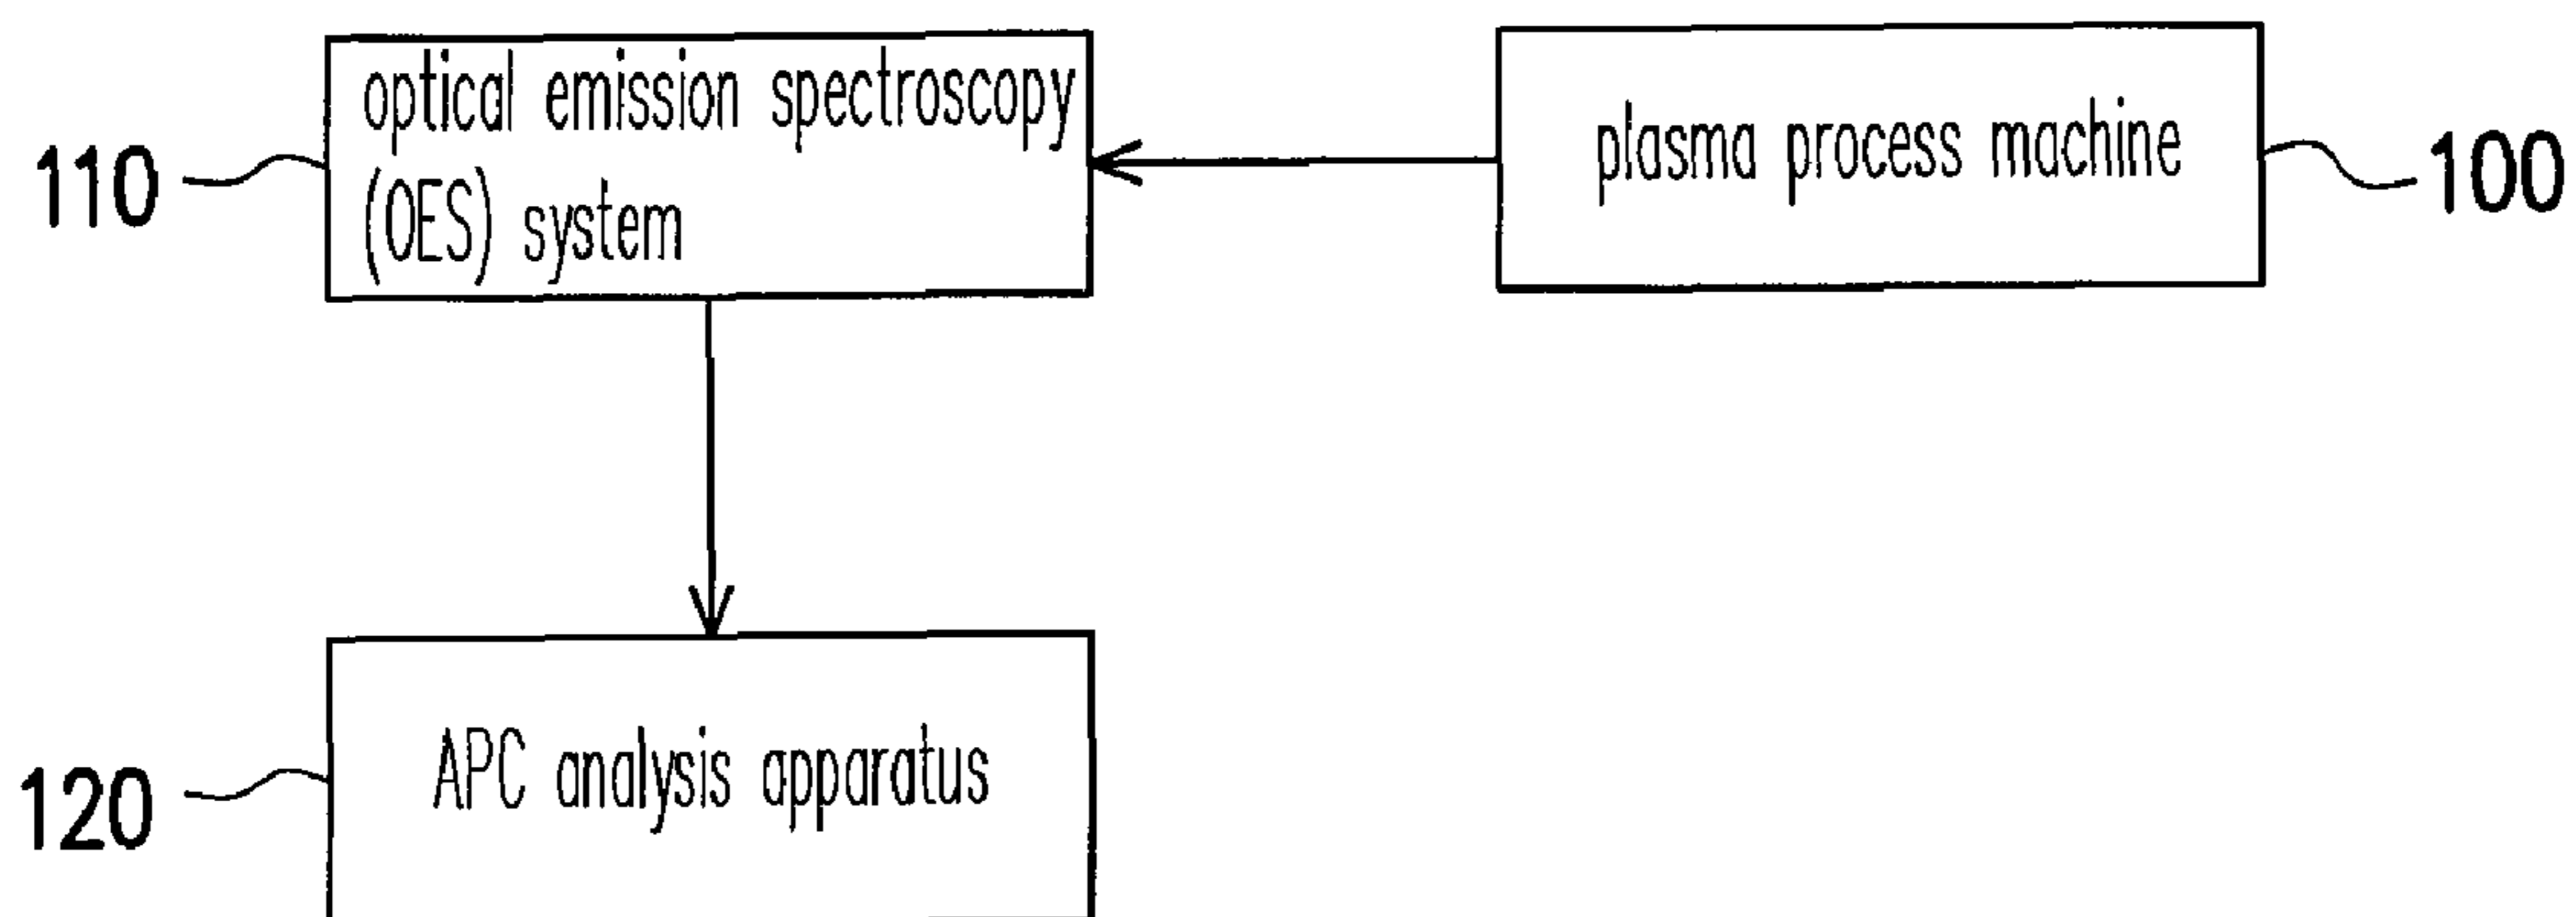 optical emission spectroscopy
(OES) system
110
plasma process machine
100
APC analysis apparatus
120